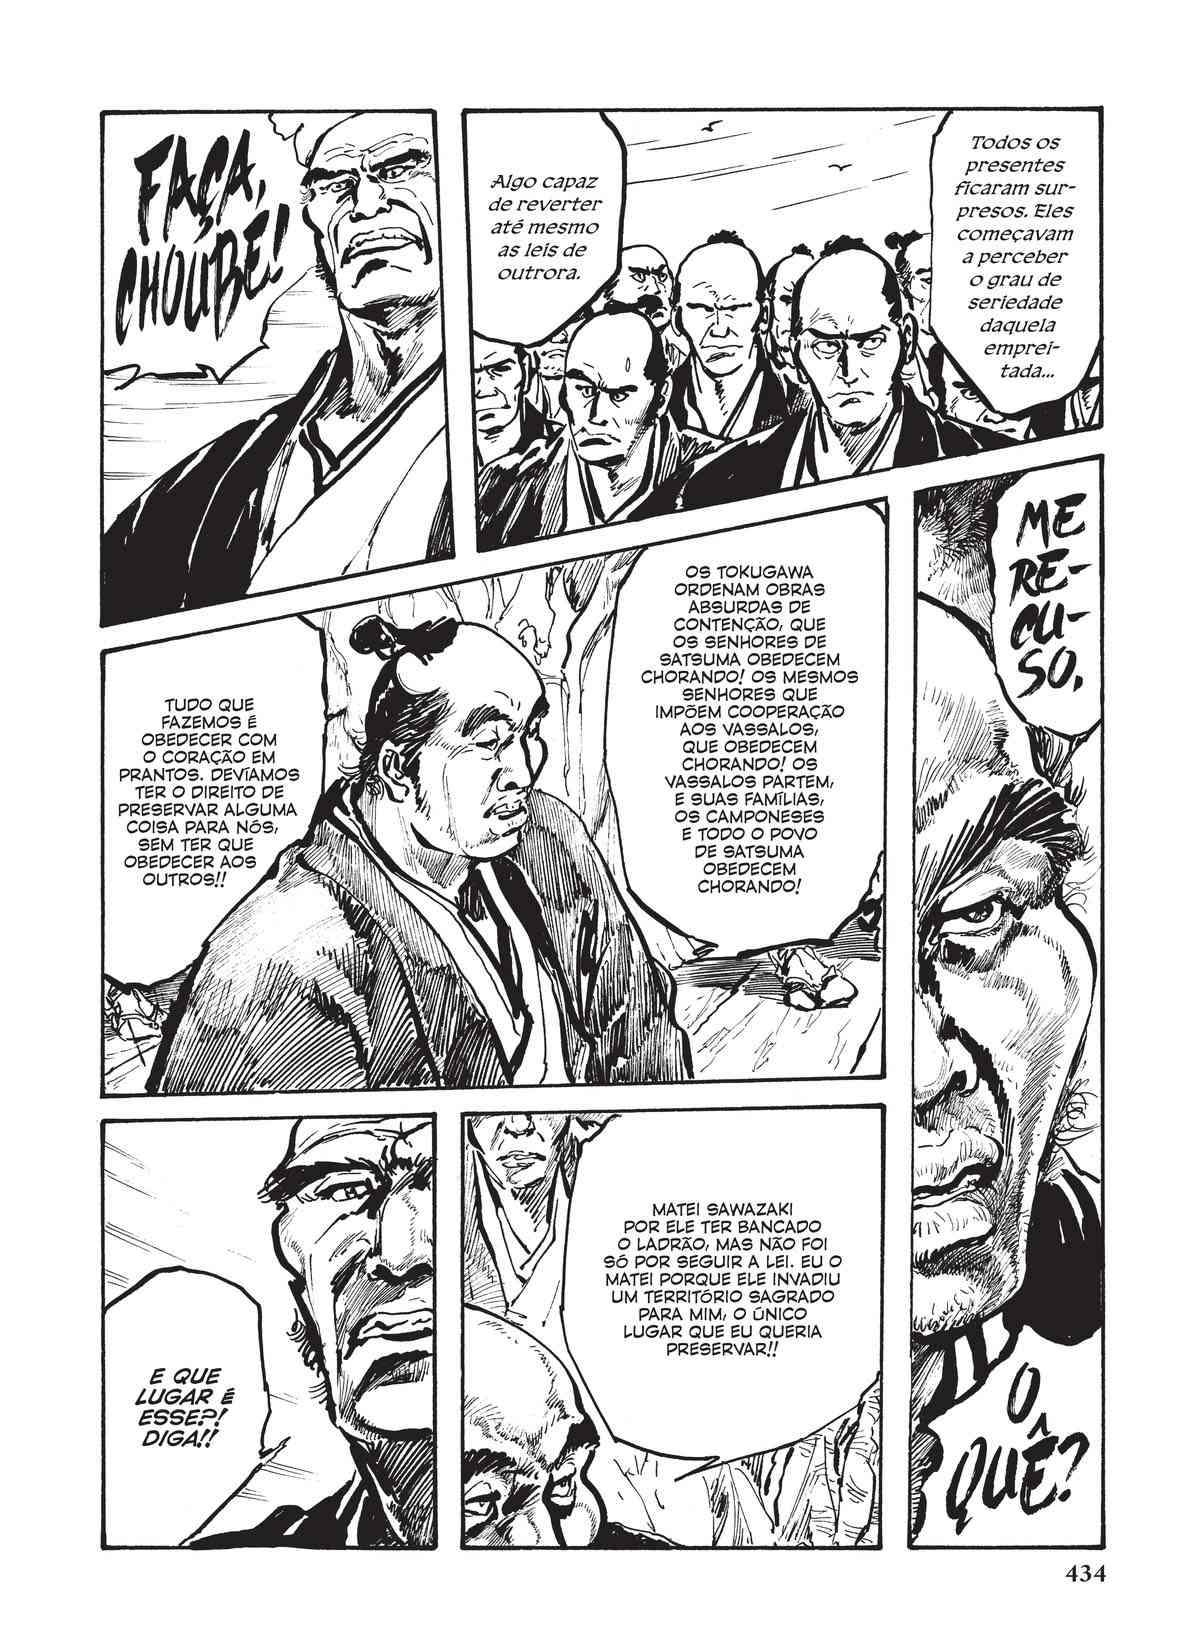 Todos os
presentes
ficaram sur-
presos. Eles
começavam
a perceber
o grau de
seriedade
daquela
emprei-
tada...
Algo capaz
de reverter
até mesmo
as leis de
outrora.
FAÇA,
CHOUBE!
ME
RE-
CU-
SO,
O
QUÊ?
OS TOKUGAWA
ORDENAM OBRAS
ABSURDAS DE
CONTENÇÃO, QUE
OS SENHORES DE
SATSUMA OBEDECEM
CHORANDO! OS MESMOS
SENHORES QUE
IMPÕEM COOPERAÇÃO
AOS VASSALOS,
QUE OBEDECEM
CHORANDO! OS
VASSALOS PARTEM,
E SUAS FAMÍLIAS,
OS CAMPONESES
E TODO O POVO
DE SATSUMA
OBEDECEM
CHORANDO!
TUDO QUE
FAZEMOS É
OBEDECER COM
O CORAÇÃO EM
PRANTOS. DEVÍAMOS
TER O DIREITO DE
PRESERVAR ALGUMA
COISA PARA NÓS,
SEM TER QUE
OBEDECER AOS
OUTROS!!
MATEI SAWAZAKI
POR ELE TER BANCADO
O LADRÃO, MAS NÃO FOI
SÓ POR SEGUIR A LEI. EU O
MATEI PORQUE ELE INVADIU
UM TERRITÓRIO SAGRADO
PARA MIM, O ÚNICO
LUGAR QUE EU QUERIA
PRESERVAR!!
E QUE
LUGAR É
ESSE?!
DIGA!!
434